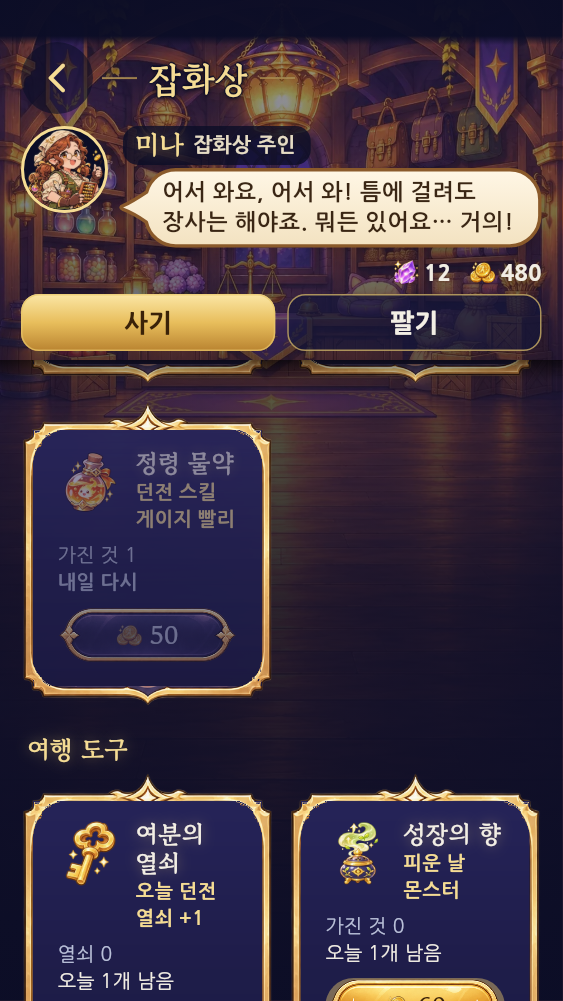 잡화상
미나 잡화상 주인
어서 와요, 어서 와! 틈에 걸려도
장사는 해야죠. 뭐든 있어요… 거의!
12 480
사기 팔기
정령 물약
던전 스킬
게이지 빨리
가진 것 1
내일 다시
50
여행 도구
여분의
열쇠
오늘 던전
열쇠 +1
열쇠 0
오늘 1개 남음
성장의 향
피운 날
몬스터
가진 것 0
오늘 1개 남음